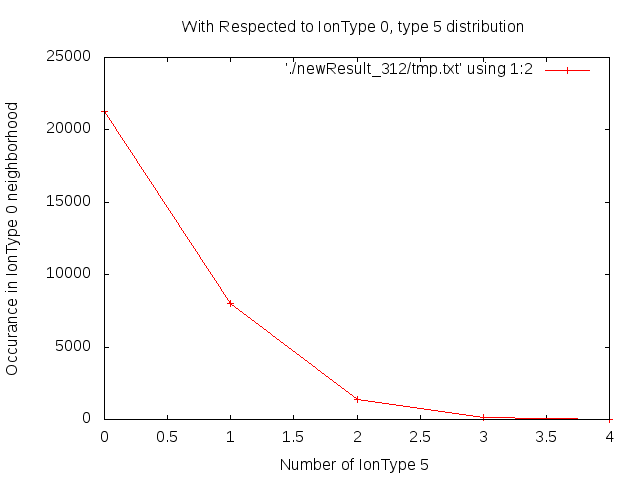 With Respected to IonType 0, type 5 distribution
'./newResult_312/tmp.txt' using 1:2
25000
20000
15000
10000
5000
0
Occurance in IonType 0 neighborhood
0 0.5 1 1.5 2 2.5 3 3.5 4
Number of IonType 5